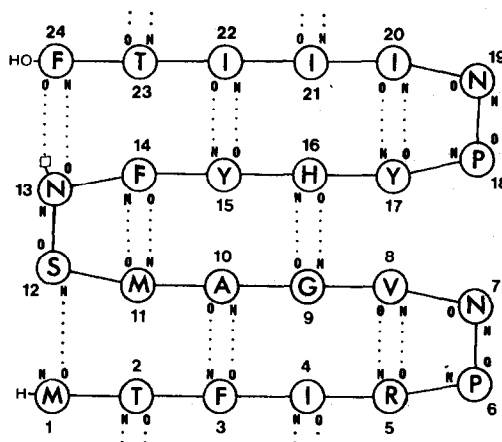 O N O N
24 22 20
HO F T I I I O N 19
O N 23 O N 21 O N N
14 N O 16 N O O
O N P
13 N F Y H Y 18
N N O 15 N O 17
O 10 8
S O N O N 7
12 N M A G V O N
11 O N 9 O N N
2 N O 4 N O O
N O N P
H M T F I R 6
1 N O 3 N O 5